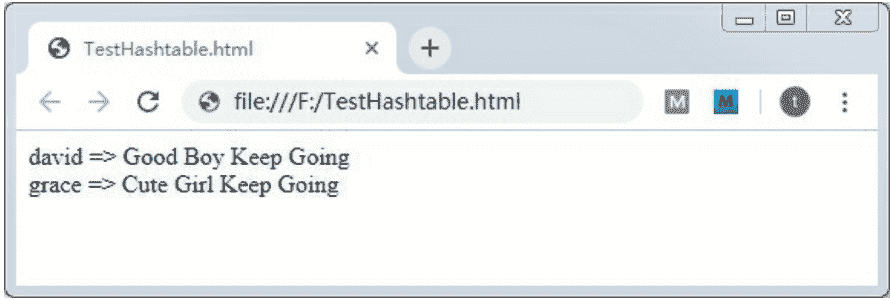 TestHashtable.html
file:///F:/TestHashtable.html
M M t
david => Good Boy Keep Going
grace => Cute Girl Keep Going